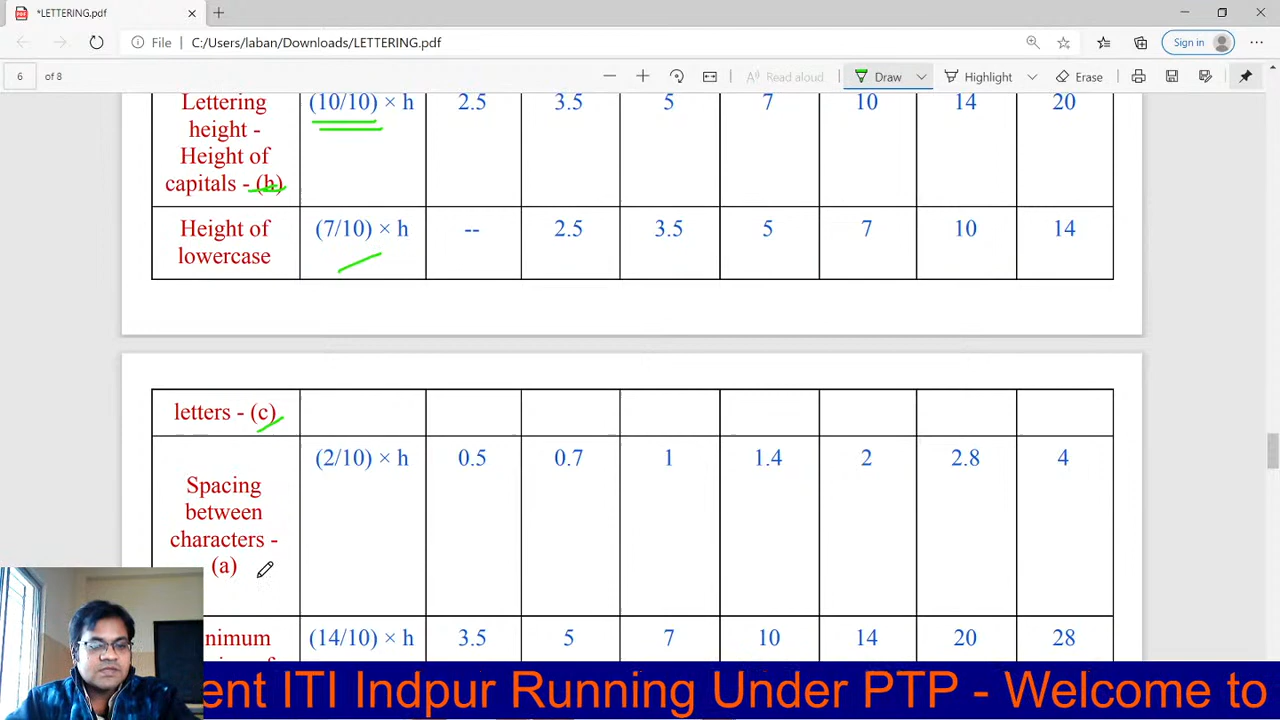 *LETTERING.pdf
File C:/Users/laban/Downloads/LETTERING.pdf Sign in
6 of 8 Read aloud Draw Highlight Erase
Lettering (10/10) × h 2.5 3.5 5 7 10 14 20
height -
Height of
capitals - (h)
Height of (7/10) × h -- 2.5 3.5 5 7 10 14
lowercase
letters - (c)
(2/10) × h 0.5 0.7 1 1.4 2 2.8 4
Spacing
between
characters -
(a)
nimum (14/10) × h 3.5 5 7 10 14 20 28
ent ITI Indpur Running Under PTP - Welcome to